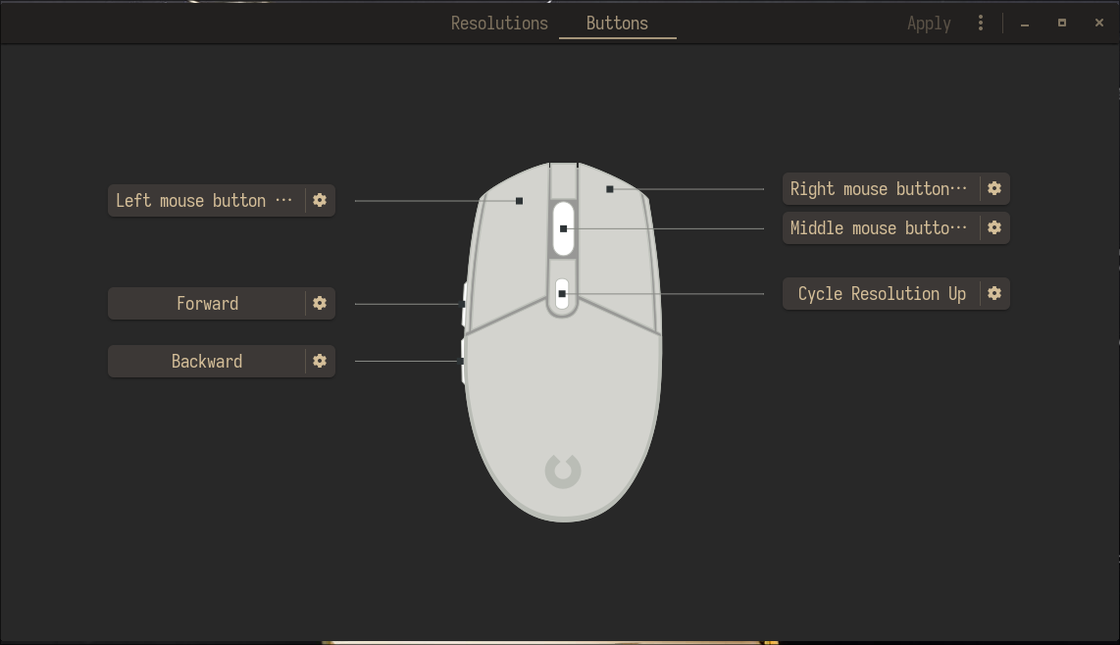 Resolutions
Buttons
Apply
Left mouse button ···
Right mouse button···
Middle mouse butto···
Cycle Resolution Up
Forward
Backward